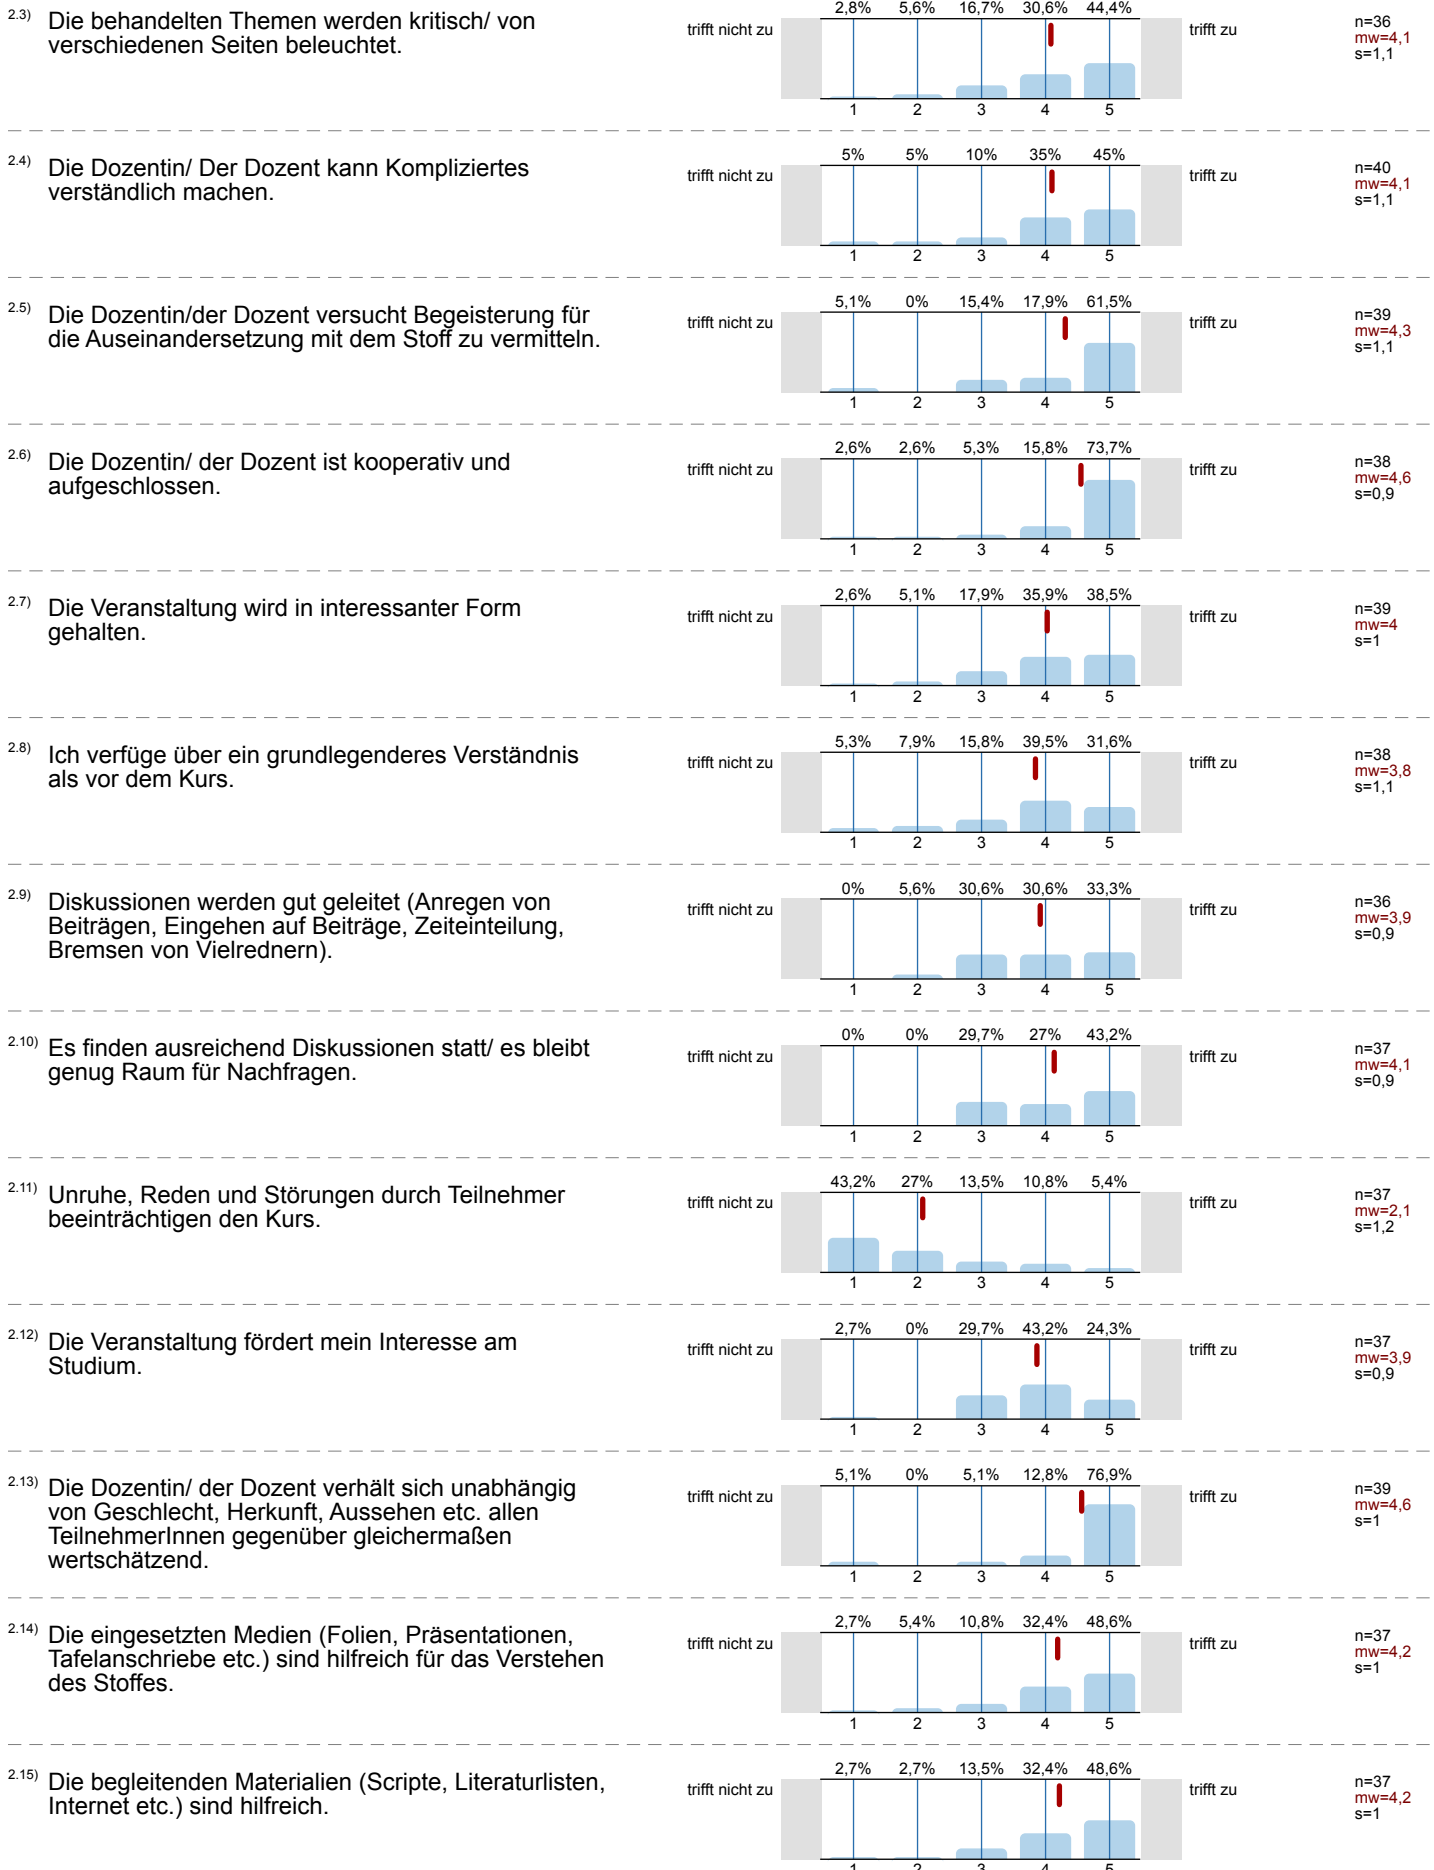 2.3) Die behandelten Themen werden kritisch/ von
verschiedenen Seiten beleuchtet.
trifft nicht zu
2,8% 5,6% 16,7% 30,6% 44,4%
1 2 3 4 5
trifft zu
n=36
mw=4,1
s=1,1
2.4) Die Dozentin/ Der Dozent kann Kompliziertes
verständlich machen.
trifft nicht zu
5% 5% 10% 35% 45%
1 2 3 4 5
trifft zu
n=40
mw=4,1
s=1,1
2.5) Die Dozentin/der Dozent versucht Begeisterung für
die Auseinandersetzung mit dem Stoff zu vermitteln.
trifft nicht zu
5,1% 0% 15,4% 17,9% 61,5%
1 2 3 4 5
trifft zu
n=39
mw=4,3
s=1,1
2.6) Die Dozentin/ der Dozent ist kooperativ und
aufgeschlossen.
trifft nicht zu
2,6% 2,6% 5,3% 15,8% 73,7%
1 2 3 4 5
trifft zu
n=38
mw=4,6
s=0,9
2.7) Die Veranstaltung wird in interessanter Form
gehalten.
trifft nicht zu
2,6% 5,1% 17,9% 35,9% 38,5%
1 2 3 4 5
trifft zu
n=39
mw=4
s=1
2.8) Ich verfüge über ein grundlegenderes Verständnis
als vor dem Kurs.
trifft nicht zu
5,3% 7,9% 15,8% 39,5% 31,6%
1 2 3 4 5
trifft zu
n=38
mw=3,8
s=1,1
2.9) Diskussionen werden gut geleitet (Anregen von
Beiträgen, Eingehen auf Beiträge, Zeiteinteilung,
Bremsen von Vielrednern).
trifft nicht zu
0% 5,6% 30,6% 30,6% 33,3%
1 2 3 4 5
trifft zu
n=36
mw=3,9
s=0,9
2.10) Es finden ausreichend Diskussionen statt/ es bleibt
genug Raum für Nachfragen.
trifft nicht zu
0% 0% 29,7% 27% 43,2%
1 2 3 4 5
trifft zu
n=37
mw=4,1
s=0,9
2.11) Unruhe, Reden und Störungen durch Teilnehmer
beeinträchtigen den Kurs.
trifft nicht zu
43,2% 27% 13,5% 10,8% 5,4%
1 2 3 4 5
trifft zu
n=37
mw=2,1
s=1,2
2.12) Die Veranstaltung fördert mein Interesse am
Studium.
trifft nicht zu
2,7% 0% 29,7% 43,2% 24,3%
1 2 3 4 5
trifft zu
n=37
mw=3,9
s=0,9
2.13) Die Dozentin/ der Dozent verhält sich unabhängig
von Geschlecht, Herkunft, Aussehen etc. allen
TeilnehmerInnen gegenüber gleichermaßen
wertschätzend.
trifft nicht zu
5,1% 0% 5,1% 12,8% 76,9%
1 2 3 4 5
trifft zu
n=39
mw=4,6
s=1
2.14) Die eingesetzten Medien (Folien, Präsentationen,
Tafelanschriebe etc.) sind hilfreich für das Verstehen
des Stoffes.
trifft nicht zu
2,7% 5,4% 10,8% 32,4% 48,6%
1 2 3 4 5
trifft zu
n=37
mw=4,2
s=1
2.15) Die begleitenden Materialien (Scripte, Literaturlisten,
Internet etc.) sind hilfreich.
trifft nicht zu
2,7% 2,7% 13,5% 32,4% 48,6%
1 2 3 4 5
trifft zu
n=37
mw=4,2
s=1